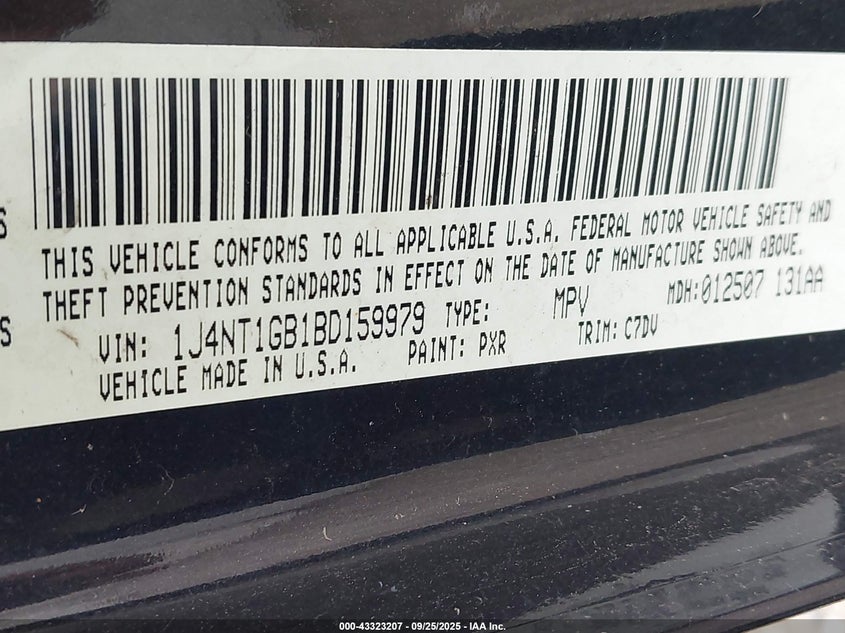 S
THIS VEHICLE CONFORMS TO ALL APPLICABLE U.S.A. FEDERAL MOTOR VEHICLE SAFETY AND
THEFT PREVENTION STANDARDS IN EFFECT ON THE DATE OF MANUFACTURE SHOWN ABOVE.
S
VIN: 1J4NT1GB1BD159979 TYPE: MPV MDH:012507 131AA
VEHICLE MADE IN U.S.A. PAINT: PXR TRIM: C7DV
000-43323207 - 09/25/2025 - IAA Inc.